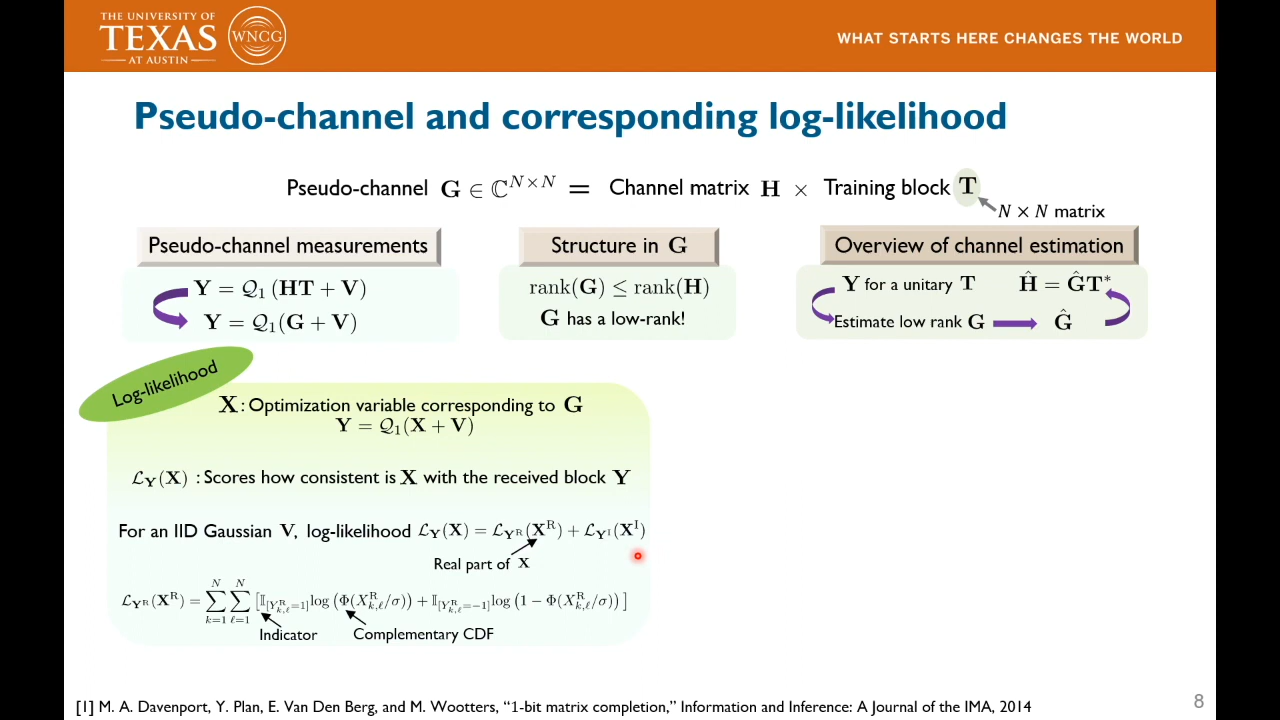 THE UNIVERSITY OF
TEXAS
AT AUSTIN
WNCG
WHAT STARTS HERE CHANGES THE WORLD
Pseudo-channel and corresponding log-likelihood
Pseudo-channel G ∈ ℂ^{N×N} = Channel matrix H × Training block T
N × N matrix
Pseudo-channel measurements
Y = 𝒬₁ (HT + V)
Y = 𝒬₁(G + V)
Structure in G
rank(G) ≤ rank(H)
G has a low-rank!
Overview of channel estimation
Y for a unitary T Ĥ = ĜT*
Estimate low rank G Ĝ
Log-likelihood
X : Optimization variable corresponding to G
Y = 𝒬₁(X + V)
ℒ_Y(X) : Scores how consistent is X with the received block Y
For an IID Gaussian V, log-likelihood ℒ_Y(X) = ℒ_{Y^R}(X^R) + ℒ_{Y^I}(X^I)
Real part of X
ℒ_{Y^R}(X^R) = ∑_{k=1}^{N} ∑_{ℓ=1}^{N} [𝕀_{[Y^R_{k,ℓ}=1]} log (Φ(X^R_{k,ℓ}/σ)) + 𝕀_{[Y^R_{k,ℓ}=−1]} log (1 − Φ(X^R_{k,ℓ}/σ)) ]
Indicator Complementary CDF
[1] M. A. Davenport, Y. Plan, E. Van Den Berg, and M. Wootters, “1-bit matrix completion,” Information and Inference: A Journal of the IMA, 2014
8